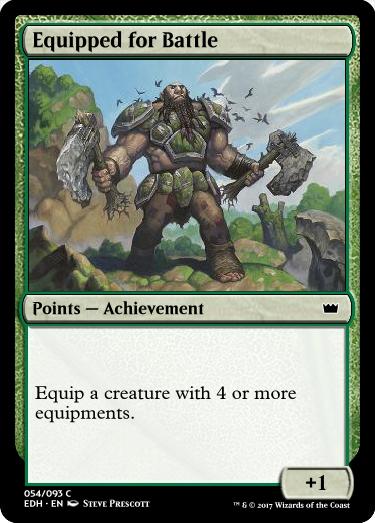 Equipped for Battle
Points — Achievement
Equip a creature with 4 or more
equipments.
+1
054/093 C
EDH • EN Steve Prescott
™ & © 2017 Wizards of the Coast